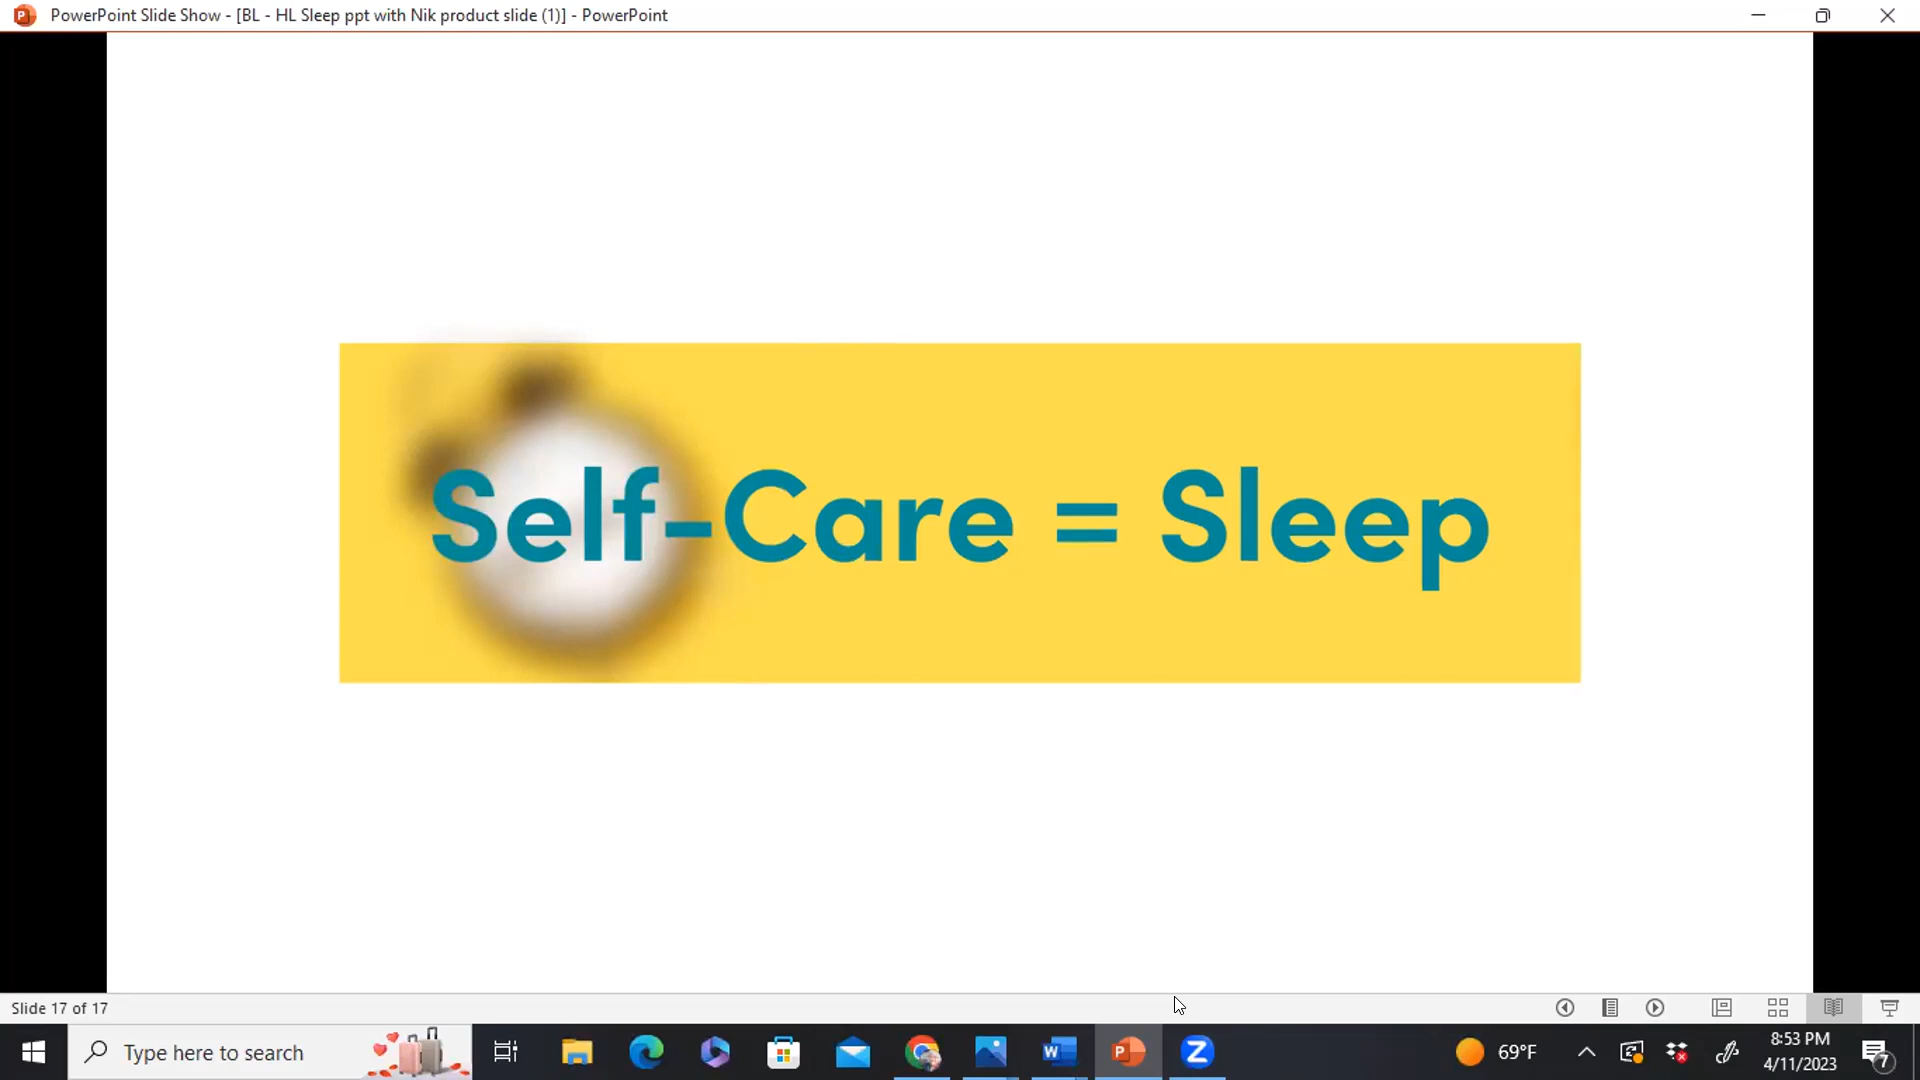 PowerPoint Slide Show - [BL - HL Sleep ppt with Nik product slide (1)] - PowerPoint
Self-Care = Sleep
Slide 17 of 17
Type here to search
69°F
8:53 PM
4/11/2023
7